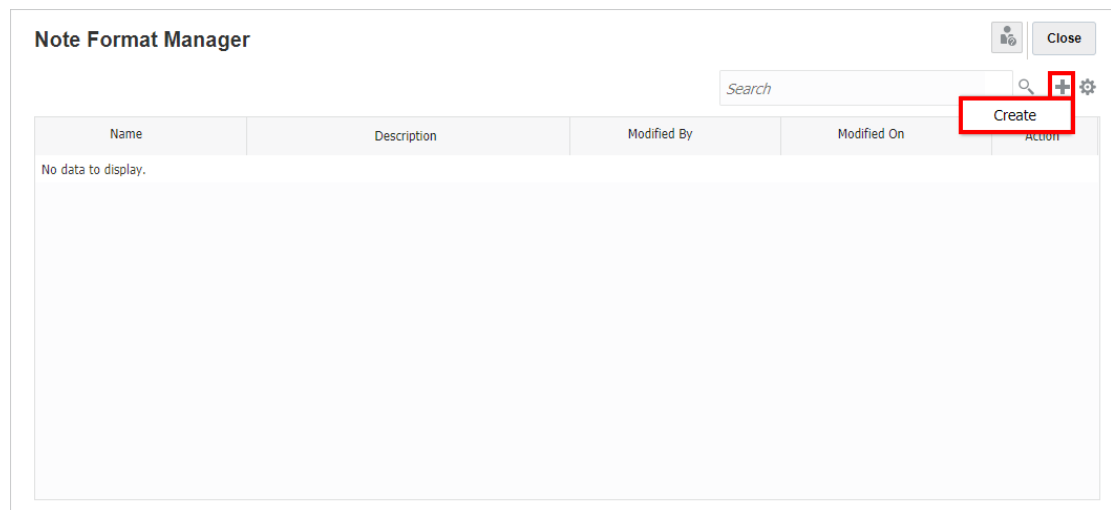 Note Format Manager
Close
Search
Create
Name Description Modified By Modified On Action
No data to display.